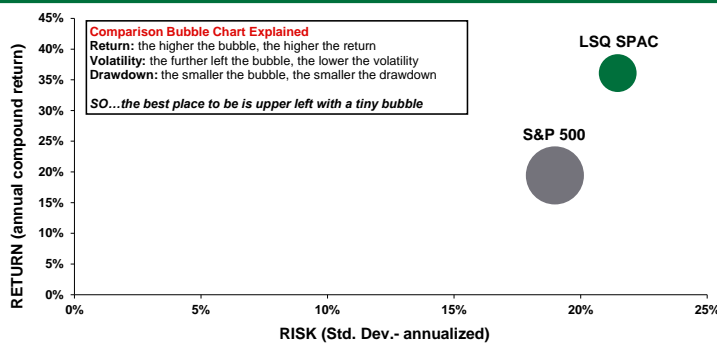 45%
40%
35%
30%
25%
20%
15%
10%
5%
0%
RETURN (annual compound return)
Comparison Bubble Chart Explained
Return: the higher the bubble, the higher the return
Volatility: the further left the bubble, the lower the volatility
Drawdown: the smaller the bubble, the smaller the drawdown
SO…the best place to be is upper left with a tiny bubble
LSQ SPAC
S&P 500
0% 5% 10% 15% 20% 25%
RISK (Std. Dev.- annualized)